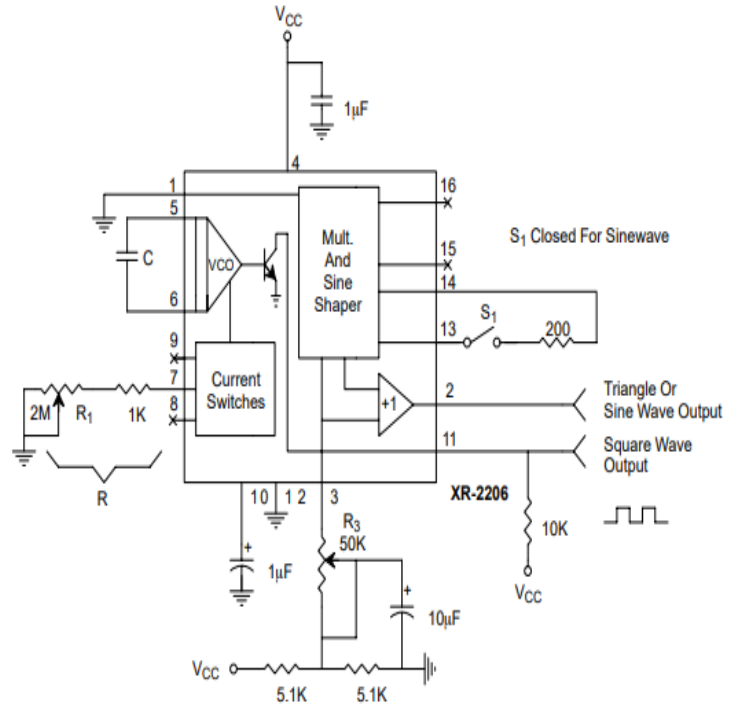 VCC
1μF
4
1
16
5
Mult.
And
Sine
Shaper
S1 Closed For Sinewave
C
VCO
15
14
6
S1
13
200
9
Current
Switches
7
8
2M
R1
1K
+1
2
Triangle Or
Sine Wave Output
11
Square Wave
Output
R
10
1 2
3
XR-2206
R3
50K
10K
+
1μF
+
10μF
VCC
VCC
5.1K
5.1K